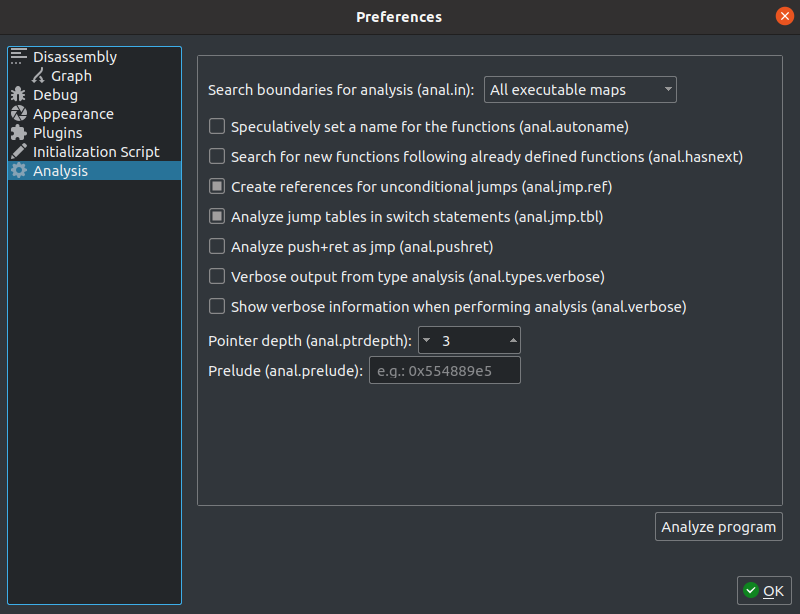 Preferences
Disassembly
Graph
Debug
Appearance
Plugins
Initialization Script
Analysis
Search boundaries for analysis (anal.in): All executable maps
Speculatively set a name for the functions (anal.autoname)
Search for new functions following already defined functions (anal.hasnext)
Create references for unconditional jumps (anal.jmp.ref)
Analyze jump tables in switch statements (anal.jmp.tbl)
Analyze push+ret as jmp (anal.pushret)
Verbose output from type analysis (anal.types.verbose)
Show verbose information when performing analysis (anal.verbose)
Pointer depth (anal.ptrdepth): 3
Prelude (anal.prelude): e.g.: 0x554889e5
Analyze program
OK